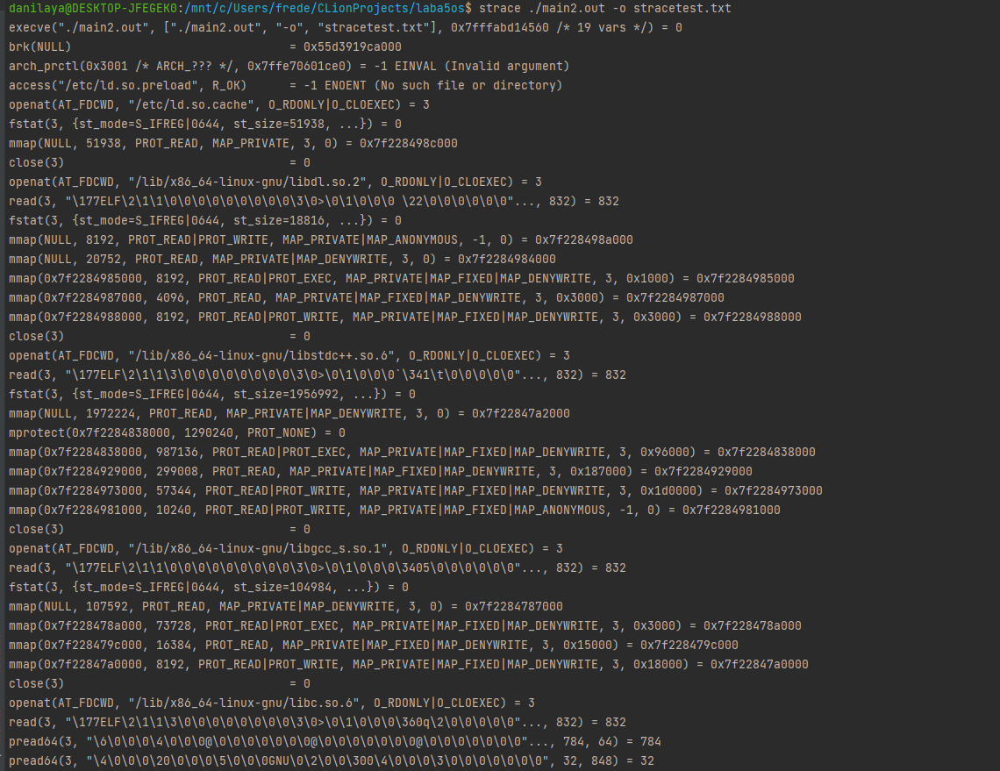 danilaya@DESKTOP-JFEGEK0:/mnt/c/Users/frede/CLionProjects/laba5os$ strace ./main2.out -o stracetest.txt
execve("./main2.out", ["./main2.out", "-o", "stracetest.txt"], 0x7fffabd14560 /* 19 vars */) = 0
brk(NULL)                               = 0x55d3919ca000
arch_prctl(0x3001 /* ARCH_??? */, 0x7ffe70601ce0) = -1 EINVAL (Invalid argument)
access("/etc/ld.so.preload", R_OK)      = -1 ENOENT (No such file or directory)
openat(AT_FDCWD, "/etc/ld.so.cache", O_RDONLY|O_CLOEXEC) = 3
fstat(3, {st_mode=S_IFREG|0644, st_size=51938, ...}) = 0
mmap(NULL, 51938, PROT_READ, MAP_PRIVATE, 3, 0) = 0x7f228498c000
close(3)                                = 0
openat(AT_FDCWD, "/lib/x86_64-linux-gnu/libdl.so.2", O_RDONLY|O_CLOEXEC) = 3
read(3, "\177ELF\2\1\1\0\0\0\0\0\0\0\0\0\3\0>\0\1\0\0\0 \22\0\0\0\0\0\0"..., 832) = 832
fstat(3, {st_mode=S_IFREG|0644, st_size=18816, ...}) = 0
mmap(NULL, 8192, PROT_READ|PROT_WRITE, MAP_PRIVATE|MAP_ANONYMOUS, -1, 0) = 0x7f228498a000
mmap(NULL, 20752, PROT_READ, MAP_PRIVATE|MAP_DENYWRITE, 3, 0) = 0x7f2284984000
mmap(0x7f2284985000, 8192, PROT_READ|PROT_EXEC, MAP_PRIVATE|MAP_FIXED|MAP_DENYWRITE, 3, 0x1000) = 0x7f2284985000
mmap(0x7f2284987000, 4096, PROT_READ, MAP_PRIVATE|MAP_FIXED|MAP_DENYWRITE, 3, 0x3000) = 0x7f2284987000
mmap(0x7f2284988000, 8192, PROT_READ|PROT_WRITE, MAP_PRIVATE|MAP_FIXED|MAP_DENYWRITE, 3, 0x3000) = 0x7f2284988000
close(3)                                = 0
openat(AT_FDCWD, "/lib/x86_64-linux-gnu/libstdc++.so.6", O_RDONLY|O_CLOEXEC) = 3
read(3, "\177ELF\2\1\1\3\0\0\0\0\0\0\0\0\3\0>\0\1\0\0\0`\341\t\0\0\0\0\0"..., 832) = 832
fstat(3, {st_mode=S_IFREG|0644, st_size=1956992, ...}) = 0
mmap(NULL, 1972224, PROT_READ, MAP_PRIVATE|MAP_DENYWRITE, 3, 0) = 0x7f22847a2000
mprotect(0x7f2284838000, 1290240, PROT_NONE) = 0
mmap(0x7f2284838000, 987136, PROT_READ|PROT_EXEC, MAP_PRIVATE|MAP_FIXED|MAP_DENYWRITE, 3, 0x96000) = 0x7f2284838000
mmap(0x7f2284929000, 299008, PROT_READ, MAP_PRIVATE|MAP_FIXED|MAP_DENYWRITE, 3, 0x187000) = 0x7f2284929000
mmap(0x7f2284973000, 57344, PROT_READ|PROT_WRITE, MAP_PRIVATE|MAP_FIXED|MAP_DENYWRITE, 3, 0x1d0000) = 0x7f2284973000
mmap(0x7f2284981000, 10240, PROT_READ|PROT_WRITE, MAP_PRIVATE|MAP_FIXED|MAP_ANONYMOUS, -1, 0) = 0x7f2284981000
close(3)                                = 0
openat(AT_FDCWD, "/lib/x86_64-linux-gnu/libgcc_s.so.1", O_RDONLY|O_CLOEXEC) = 3
read(3, "\177ELF\2\1\1\0\0\0\0\0\0\0\0\0\3\0>\0\1\0\0\0\3405\0\0\0\0\0\0"..., 832) = 832
fstat(3, {st_mode=S_IFREG|0644, st_size=104984, ...}) = 0
mmap(NULL, 107592, PROT_READ, MAP_PRIVATE|MAP_DENYWRITE, 3, 0) = 0x7f2284787000
mmap(0x7f228478a000, 73728, PROT_READ|PROT_EXEC, MAP_PRIVATE|MAP_FIXED|MAP_DENYWRITE, 3, 0x3000) = 0x7f228478a000
mmap(0x7f228479c000, 16384, PROT_READ, MAP_PRIVATE|MAP_FIXED|MAP_DENYWRITE, 3, 0x15000) = 0x7f228479c000
mmap(0x7f22847a0000, 8192, PROT_READ|PROT_WRITE, MAP_PRIVATE|MAP_FIXED|MAP_DENYWRITE, 3, 0x18000) = 0x7f22847a0000
close(3)                                = 0
openat(AT_FDCWD, "/lib/x86_64-linux-gnu/libc.so.6", O_RDONLY|O_CLOEXEC) = 3
read(3, "\177ELF\2\1\1\3\0\0\0\0\0\0\0\0\3\0>\0\1\0\0\0\360q\2\0\0\0\0\0"..., 832) = 832
pread64(3, "\6\0\0\0\4\0\0\0@\0\0\0\0\0\0\0@\0\0\0\0\0\0\0@\0\0\0\0\0\0\0"..., 784, 64) = 784
pread64(3, "\4\0\0\0\20\0\0\0\5\0\0\0GNU\0\2\0\0\300\4\0\0\0\3\0\0\0\0\0\0\0", 32, 848) = 32